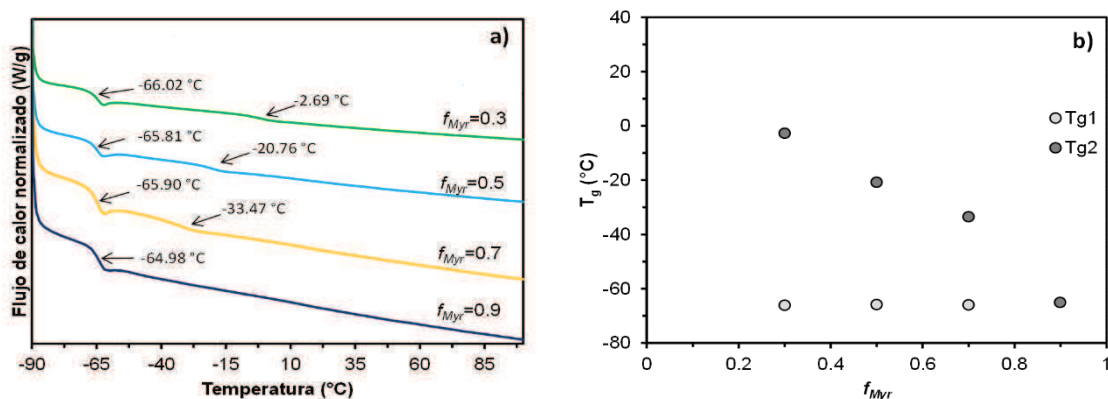 a)
Flujo de calor normalizado (W/g)
-66.02 °C
-2.69 °C
fMyr=0.3
-65.81 °C
-20.76 °C
fMyr=0.5
-65.90 °C
-33.47 °C
fMyr=0.7
-64.98 °C
fMyr=0.9
-90 -65 -40 -15 10 35 60 85
Temperatura (°C)
b)
Tg (°C)
40
20
0
-20
-40
-60
-80
Tg1
Tg2
0 0.2 0.4 0.6 0.8 1
fMyr